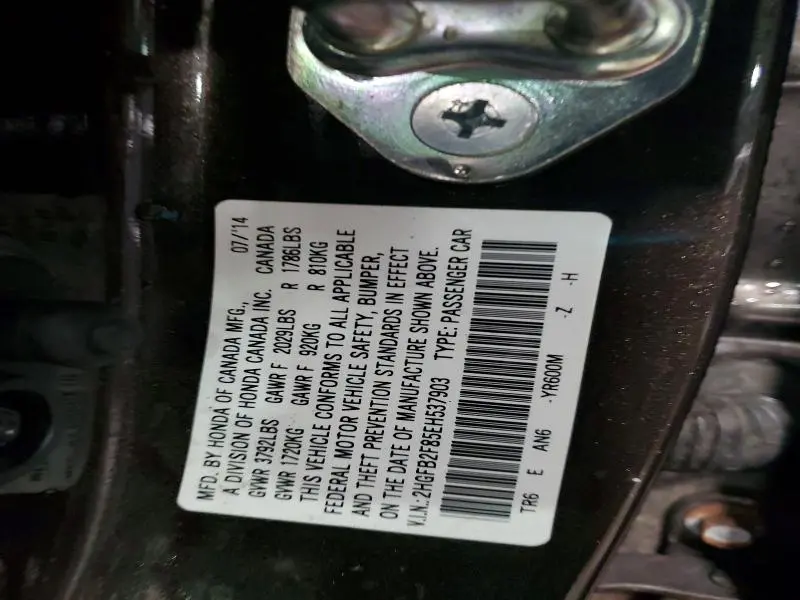 MFD. BY HONDA OF CANADA MFG., 07/'14
A DIVISION OF HONDA CANADA INC. CANADA
GVWR 3792LBS GAWR F 2029LBS R 1786LBS
GVWR 1720KG GAWR F 920KG R 810KG
THIS VEHICLE CONFORMS TO ALL APPLICABLE
FEDERAL MOTOR VEHICLE SAFETY, BUMPER,
AND THEFT PREVENTION STANDARDS IN EFFECT
ON THE DATE OF MANUFACTURE SHOWN ABOVE.
V.I.N.: 2HGFB2F85EH537903 TYPE: PASSENGER CAR
TR6 E AN6 -YR600M -Z -H